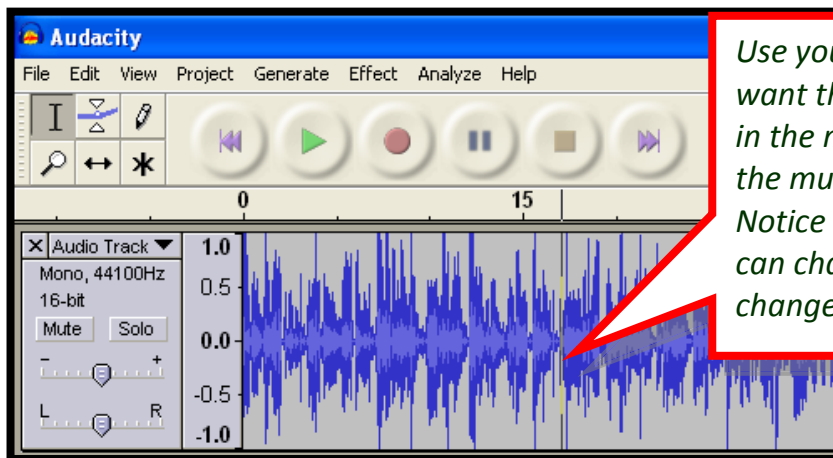 Audacity
File Edit View Project Generate Effect Analyze Help
0 15
Audio Track
Mono, 44100Hz
16-bit
Mute Solo
- +
L R
1.0
0.5
0.0
-0.5
-1.0
Use you
want th
in the r
the mu
Notice
can cha
change